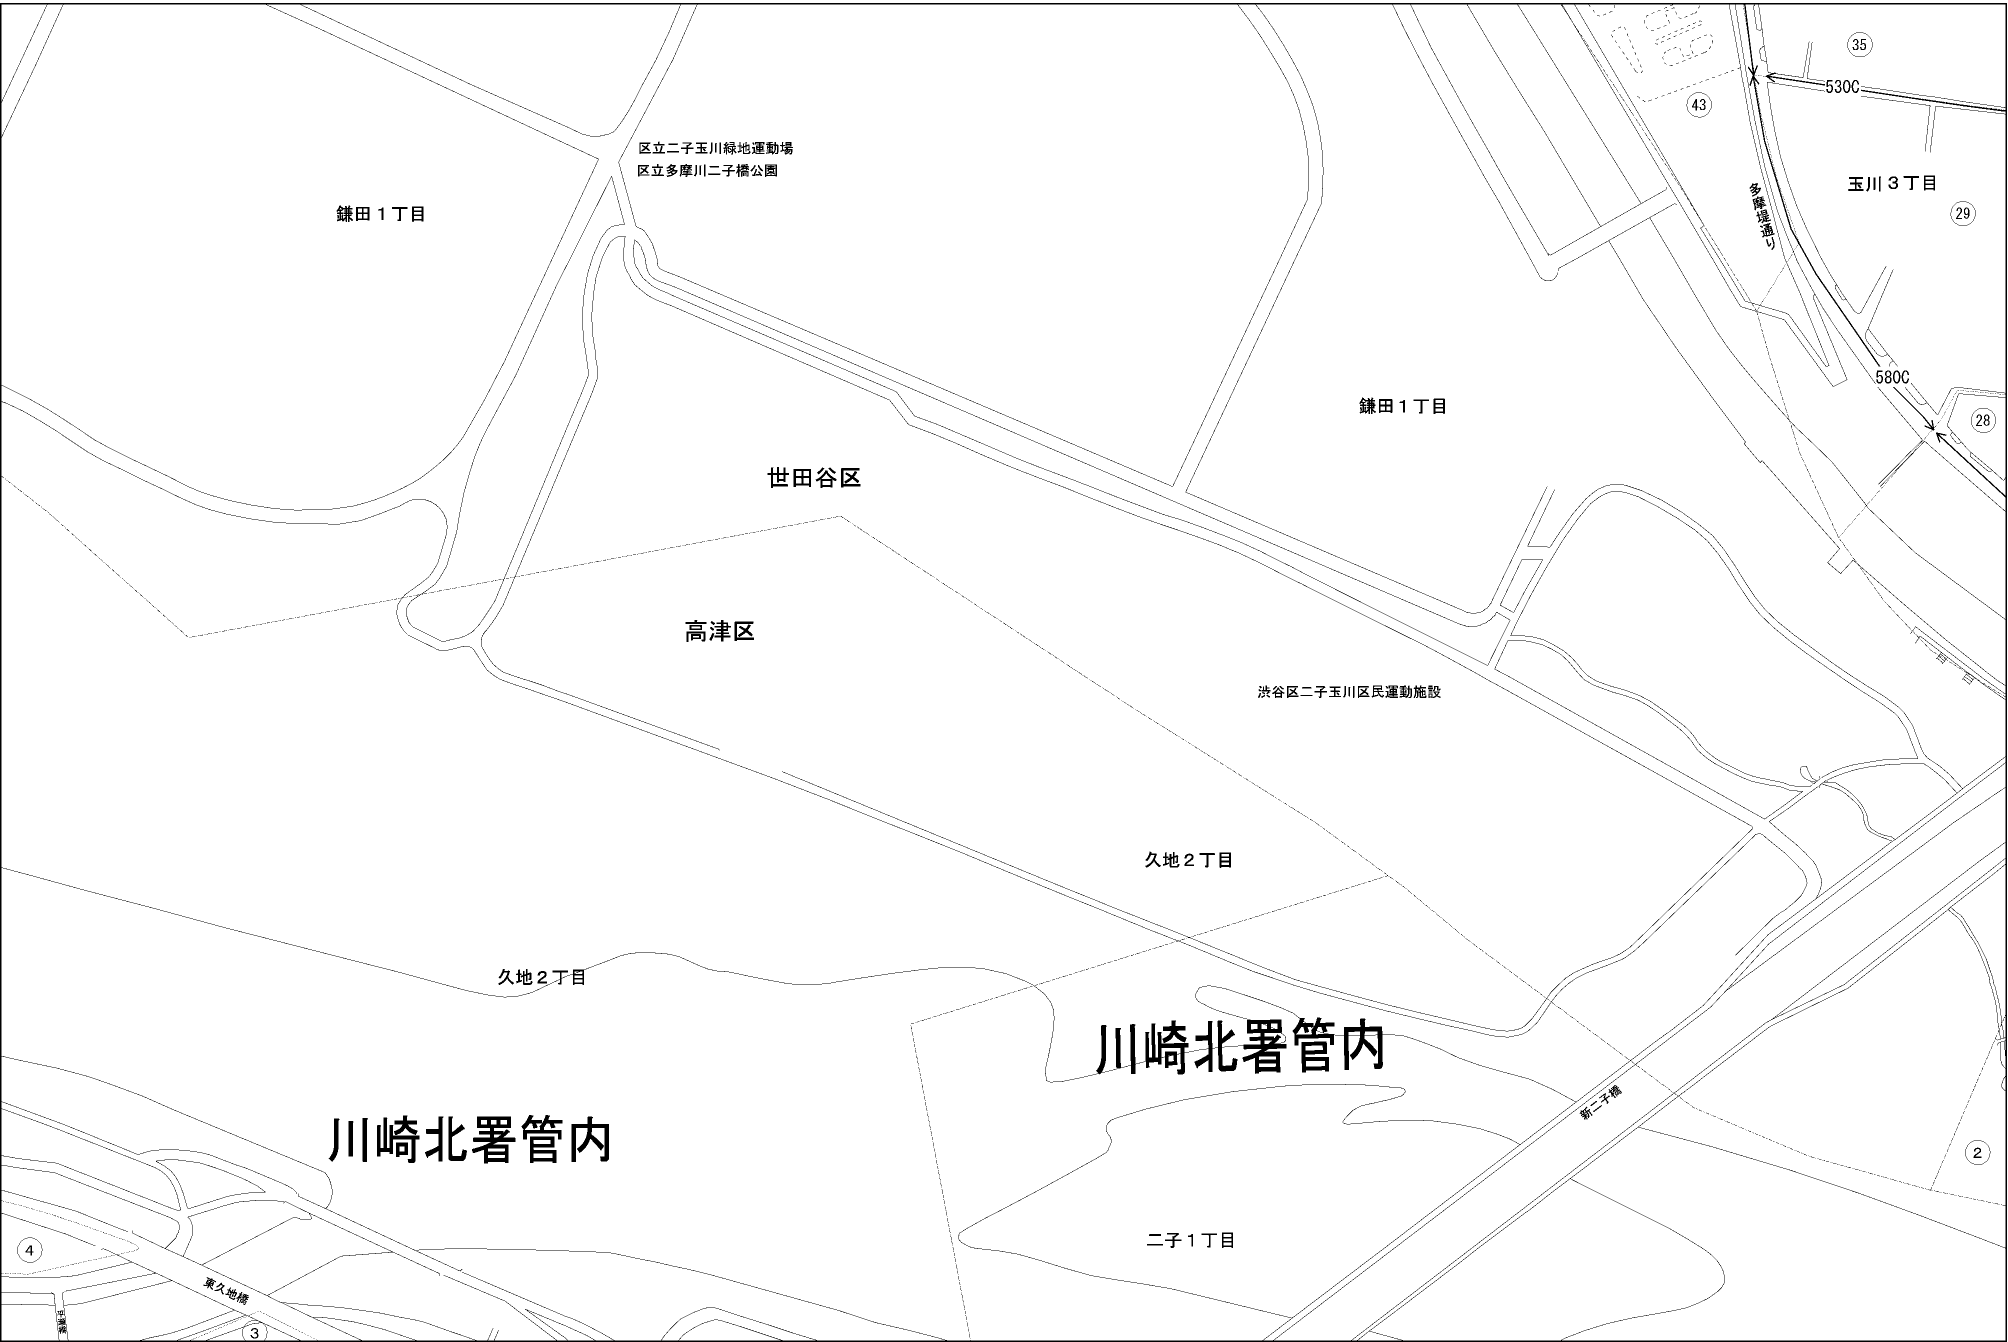 35
530C
43
区立二子玉川緑地運動場
区立多摩川二子橋公園
玉川3丁目
鎌田1丁目
29
多摩堤通り
580C
鎌田1丁目
28
世田谷区
高津区
渋谷区二子玉川区民運動施設
久地2丁目
久地2丁目
川崎北署管内
新二子橋
川崎北署管内
2
二子1丁目
4
東久地橋
3